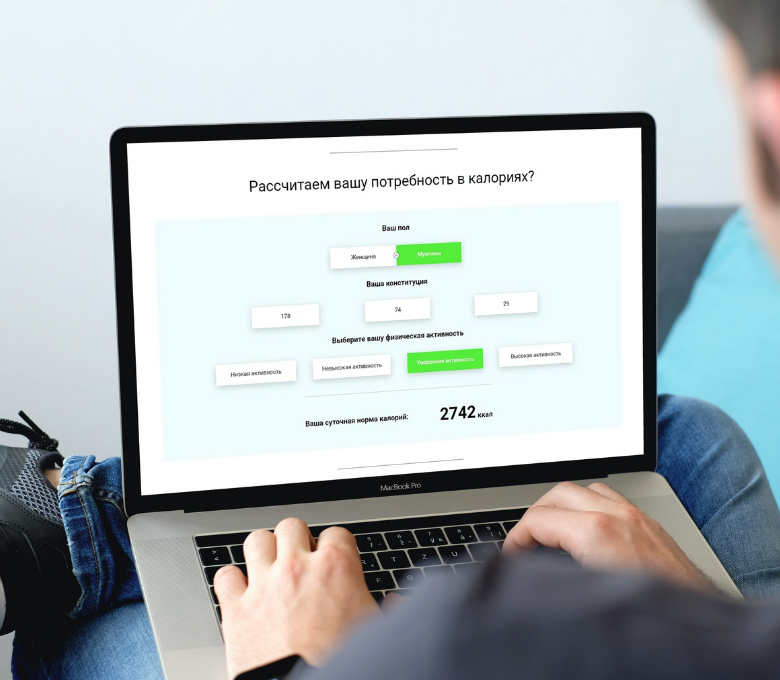 Рассчитаем вашу потребность в калориях?
Ваш пол
Женщина Мужчина
Ваша конституция
178 74 29
Выберите вашу физическая активность
Низкая активность Невысокая активность Умеренная активность Высокая активность
Ваша суточная норма калорий: 2742 ккал
MacBook Pro